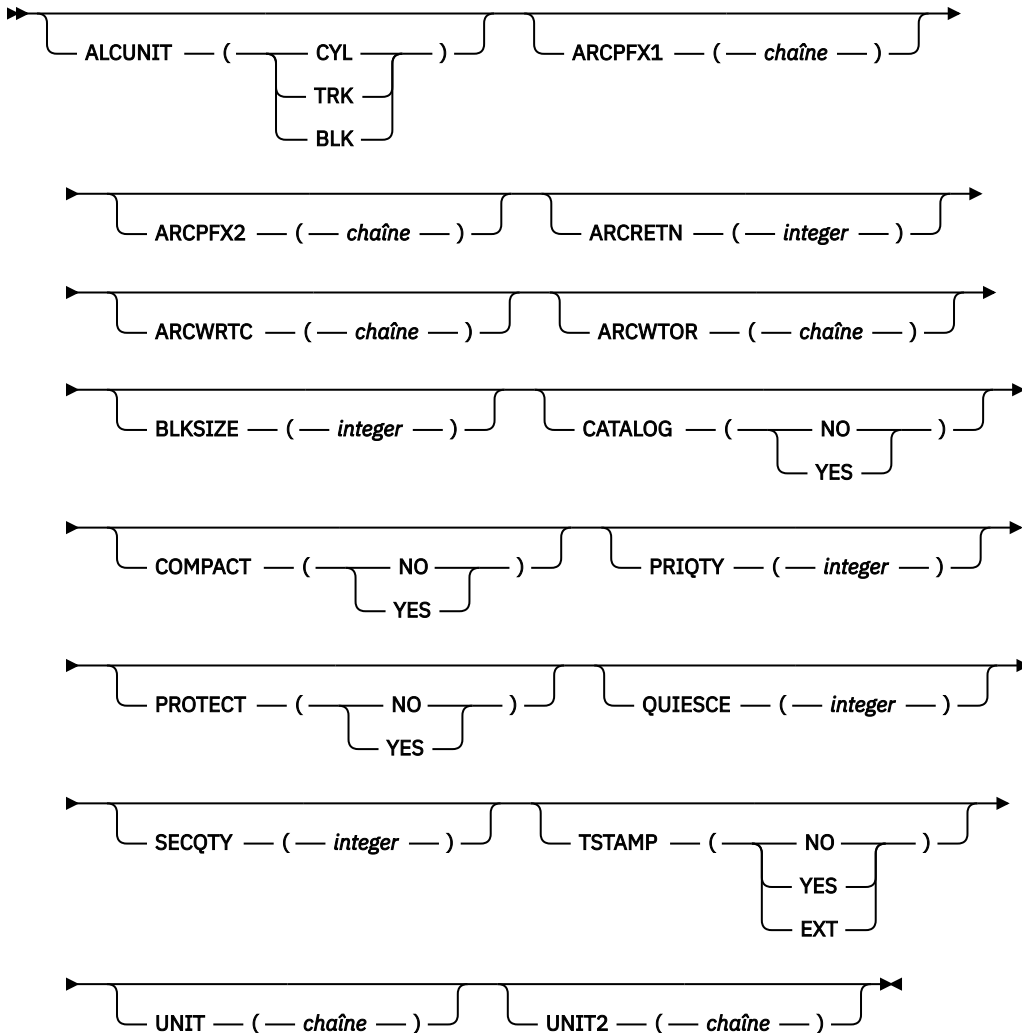 ALCUNIT ( CYL ) ARCPFX1 ( chaîne )
TRK
BLK
ARCPFX2 ( chaîne ) ARCRETN ( integer )
ARCWRTC ( chaîne ) ARCWTOR ( chaîne )
BLKSIZE ( integer ) CATALOG ( NO )
YES
COMPACT ( NO ) PRIQTY ( integer )
YES
PROTECT ( NO ) QUIESCE ( integer )
YES
SECQTY ( integer ) TSTAMP ( NO )
YES
EXT
UNIT ( chaîne ) UNIT2 ( chaîne )